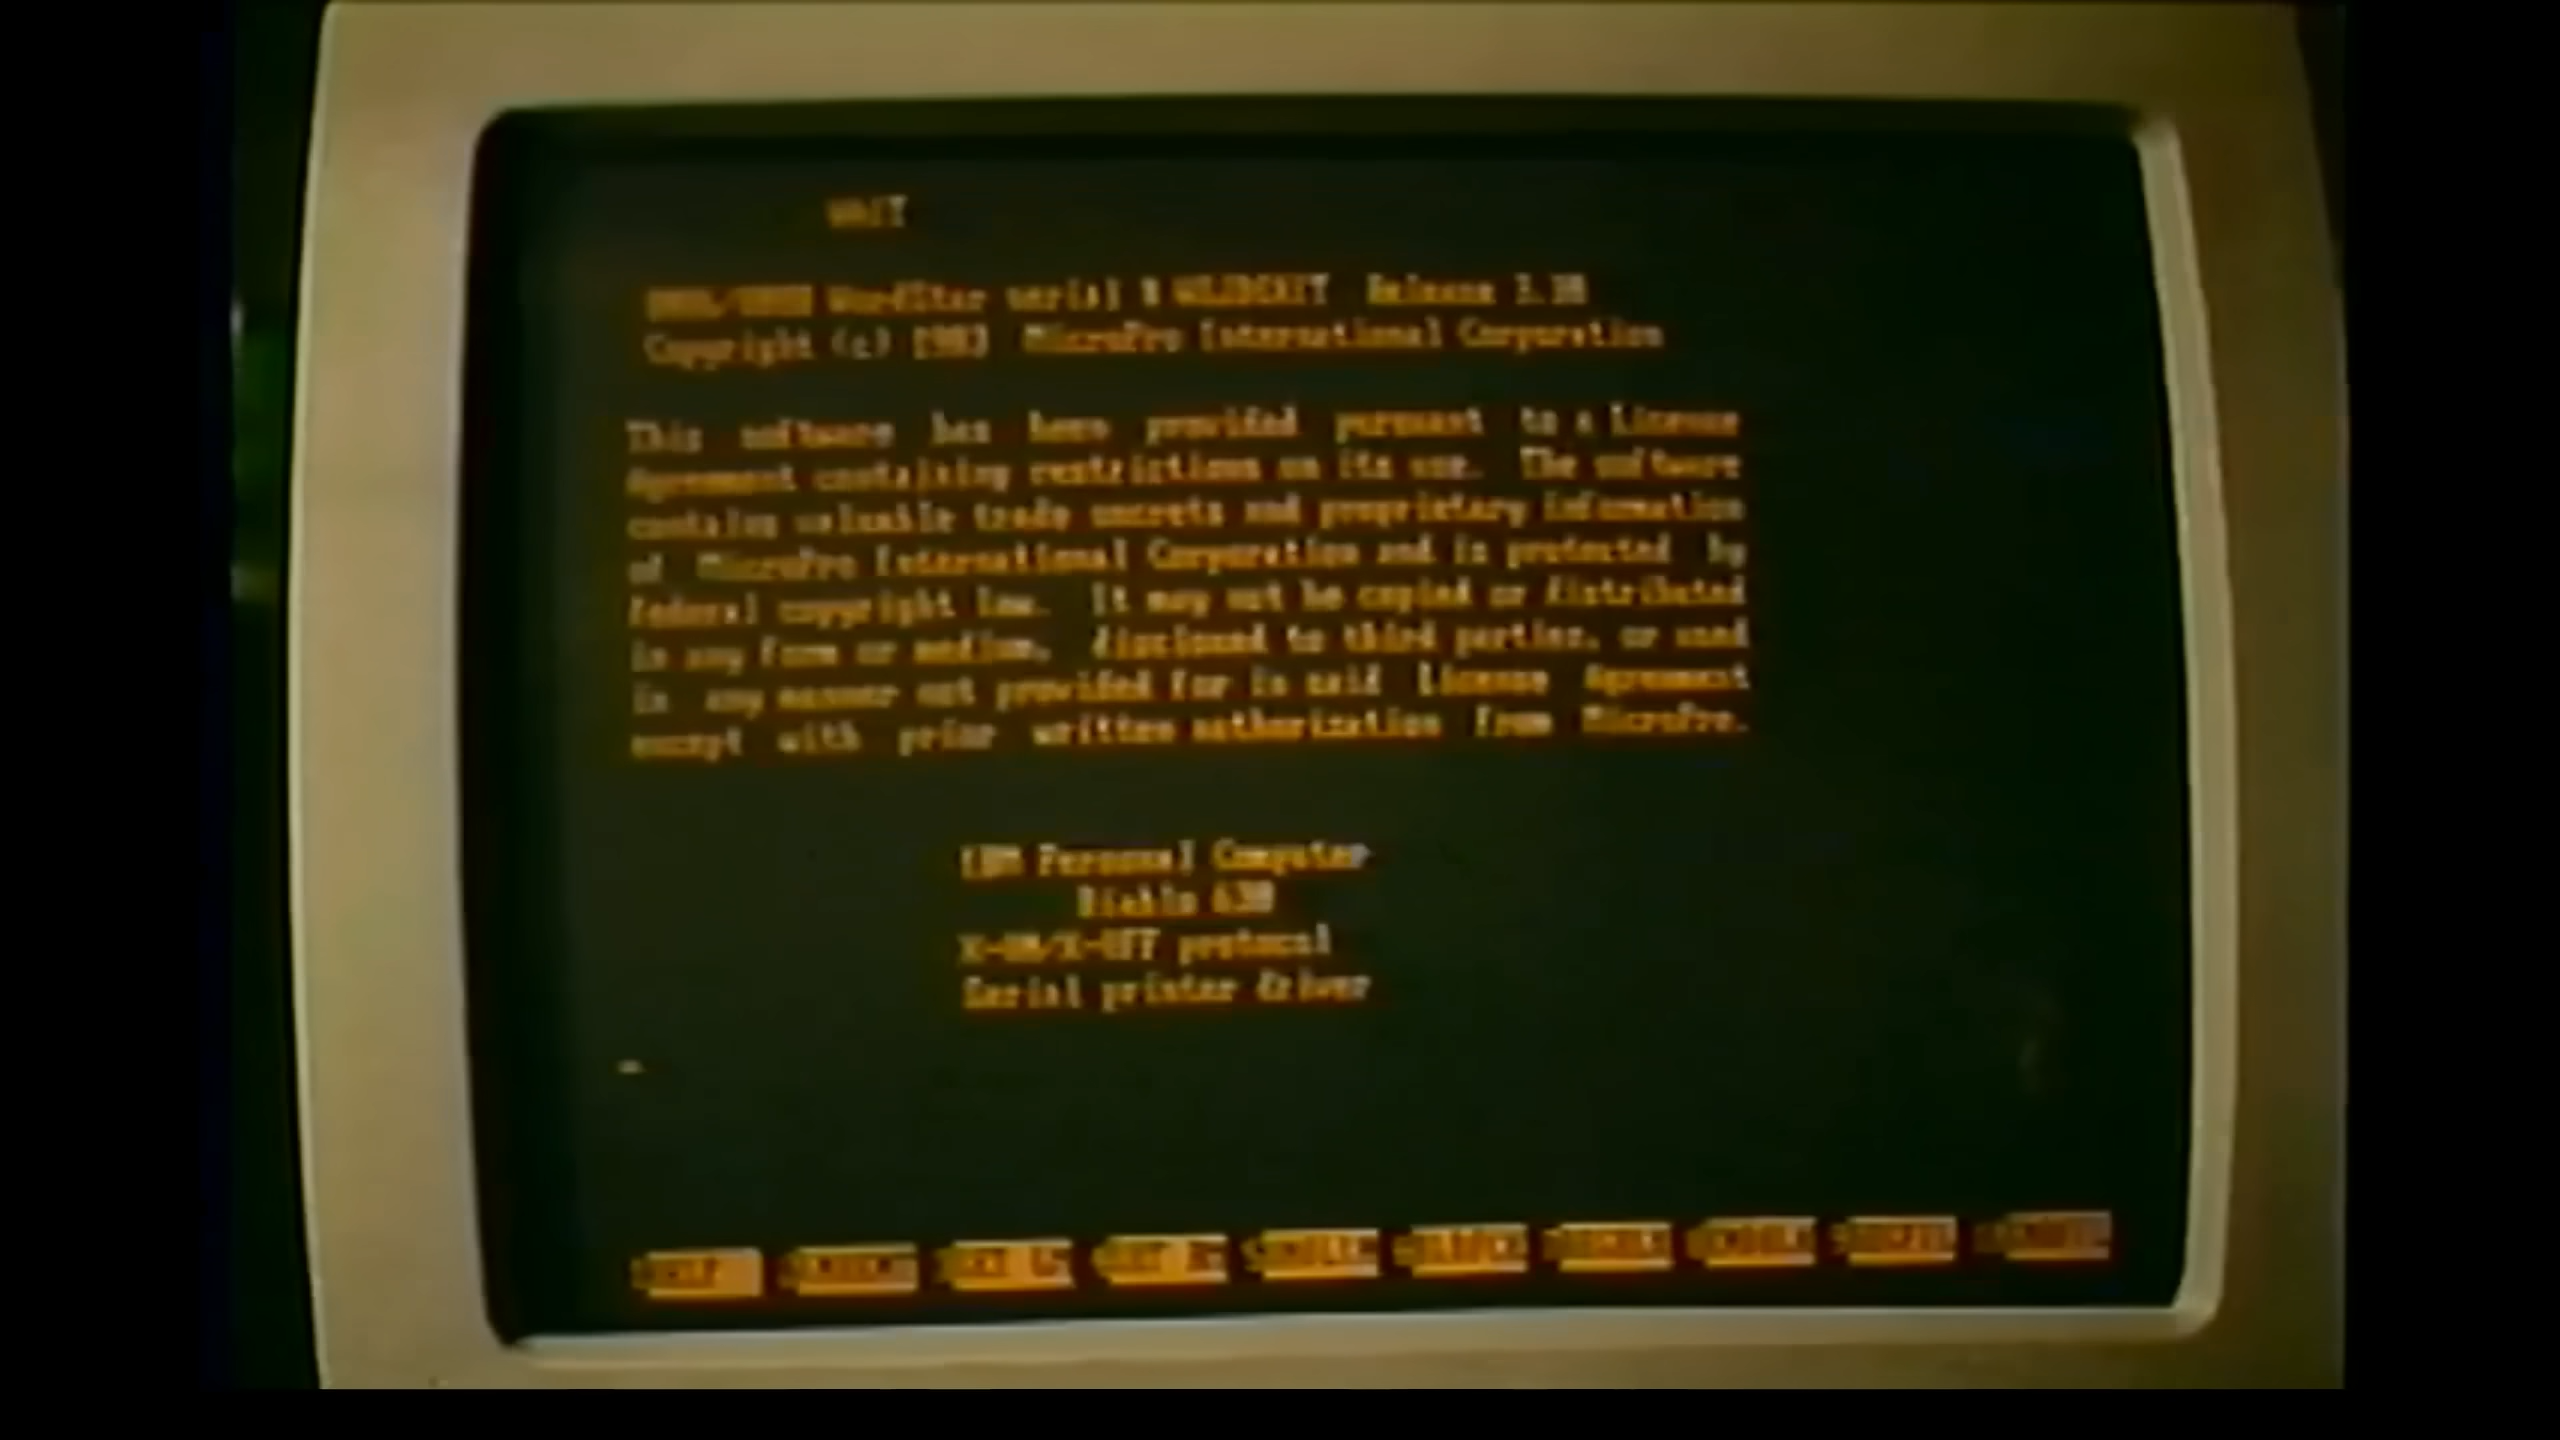 WAIT
WordStar serial # Release 3.30
Copyright (c) 1983 MicroPro International Corporation
This software has been provided pursuant to a License
Agreement containing restrictions on its use. The software
contains valuable trade secrets and proprietary information
of MicroPro International Corporation and is protected by
federal copyright law. It may not be copied or distributed
in any form or medium, disclosed to third parties, or used
in any manner not provided for in said License Agreement
except with prior written authorization from MicroPro.
IBM Personal Computer
Diablo 630
X-ON/X-OFF protocol
Serial printer driver